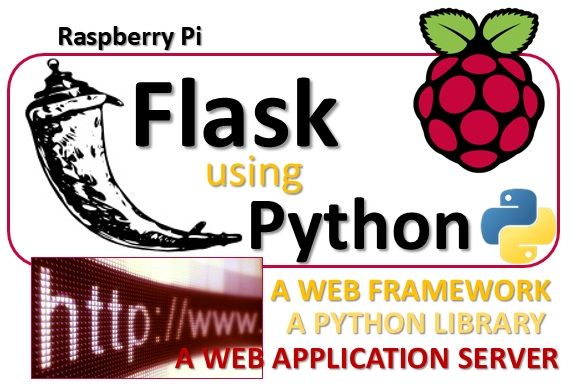 Raspberry Pi
Flask
using
Python
http://www.
A WEB FRAMEWORK
A PYTHON LIBRARY
A WEB APPLICATION SERVER